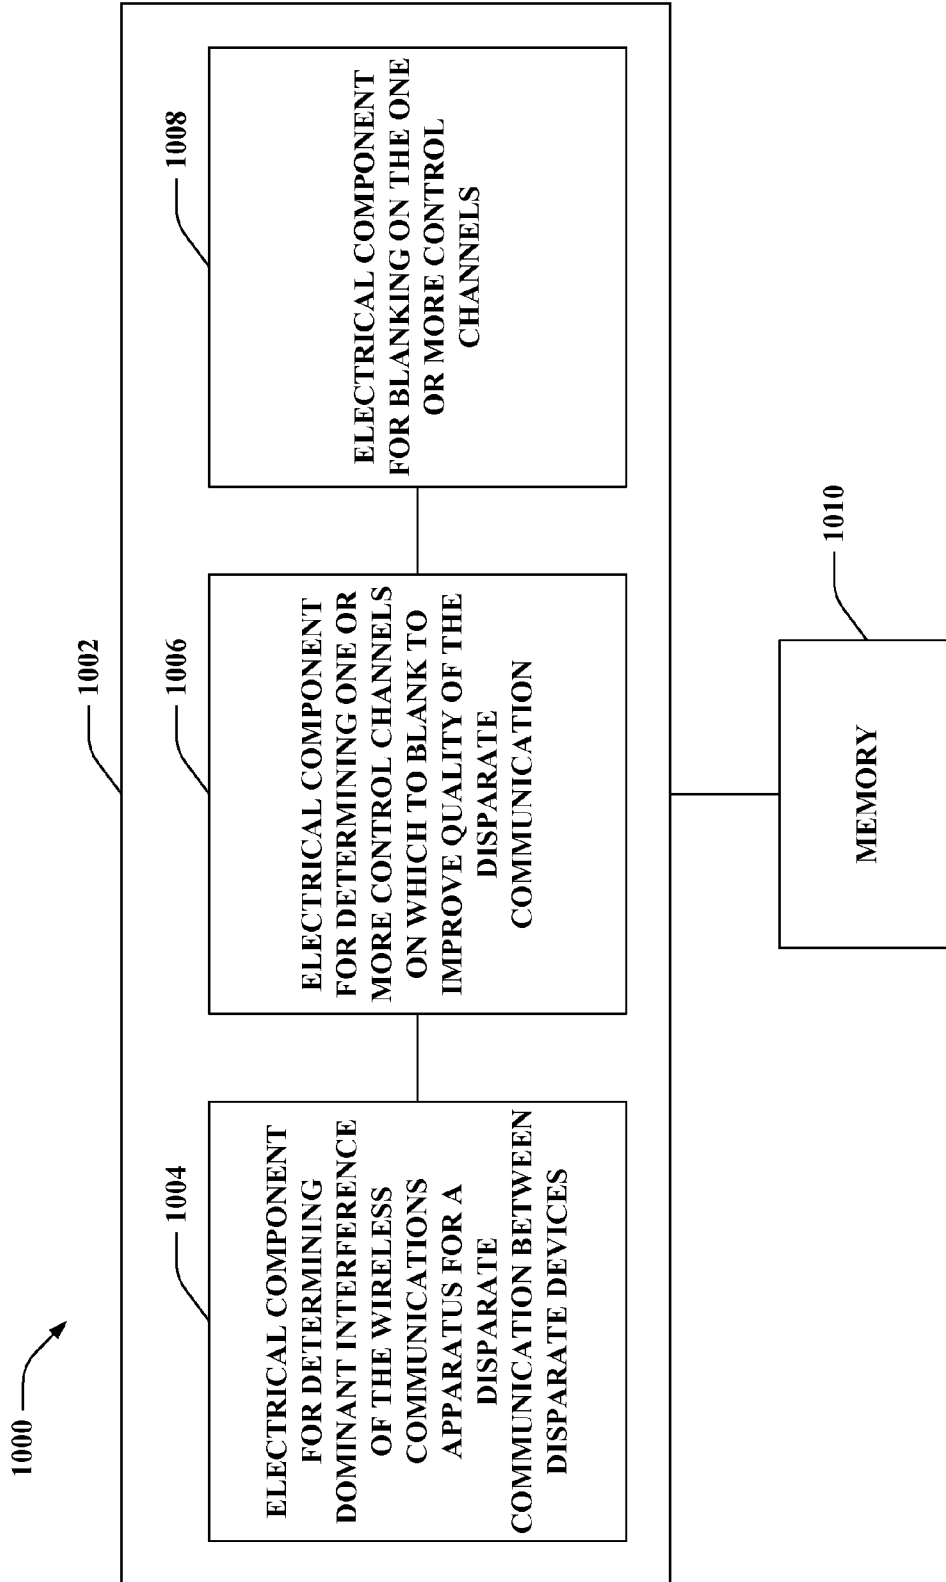 1000
1002
1004
ELECTRICAL COMPONENT
FOR DETERMINING
DOMINANT INTERFERENCE
OF THE WIRELESS
COMMUNICATIONS
APPARATUS FOR A
DISPARATE
COMMUNICATION BETWEEN
DISPARATE DEVICES
1006
ELECTRICAL COMPONENT
FOR DETERMINING ONE OR
MORE CONTROL CHANNELS
ON WHICH TO BLANK TO
IMPROVE QUALITY OF THE
DISPARATE
COMMUNICATION
1008
ELECTRICAL COMPONENT
FOR BLANKING ON THE ONE
OR MORE CONTROL
CHANNELS
1010
MEMORY